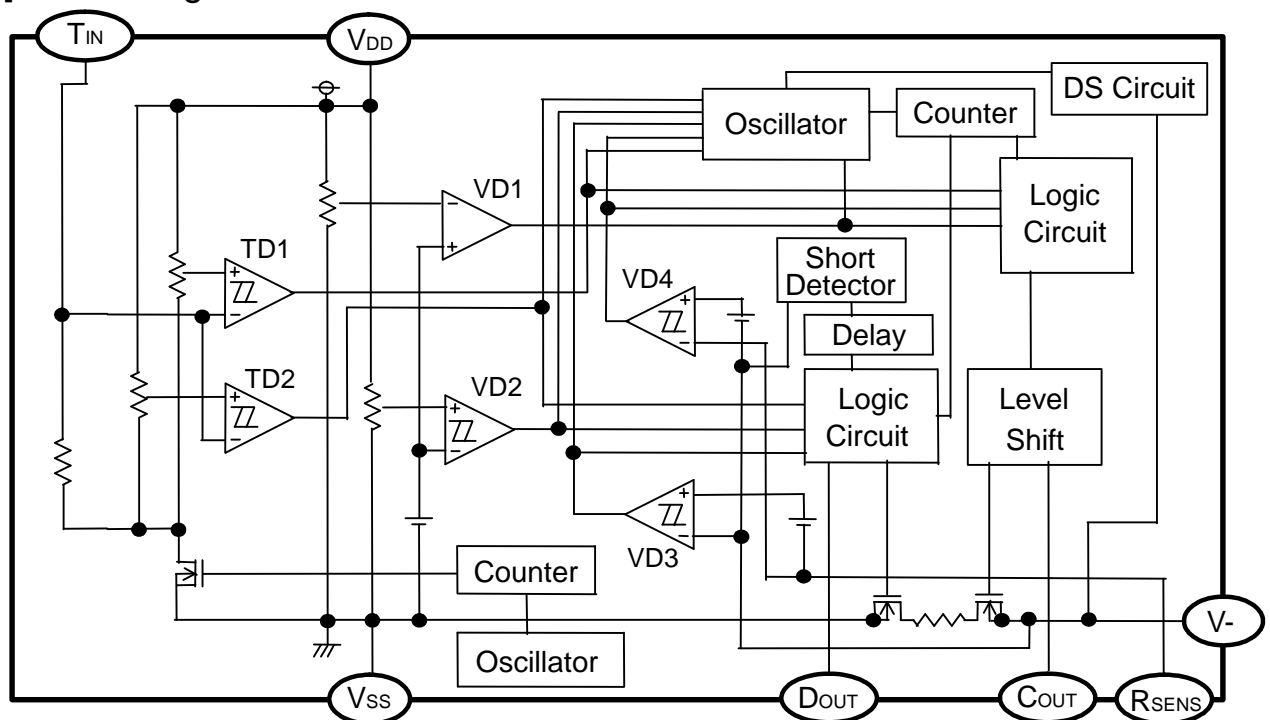 TIN
VDD
DS Circuit
Oscillator
Counter
VD1
Logic
Circuit
+
−
TD1
+
−
Short
Detector
VD4
+
−
Delay
TD2
+
−
VD2
+
−
Logic
Circuit
Level
Shift
+
−
VD3
Counter
Oscillator
V-
VSS
DOUT
COUT
RSENS